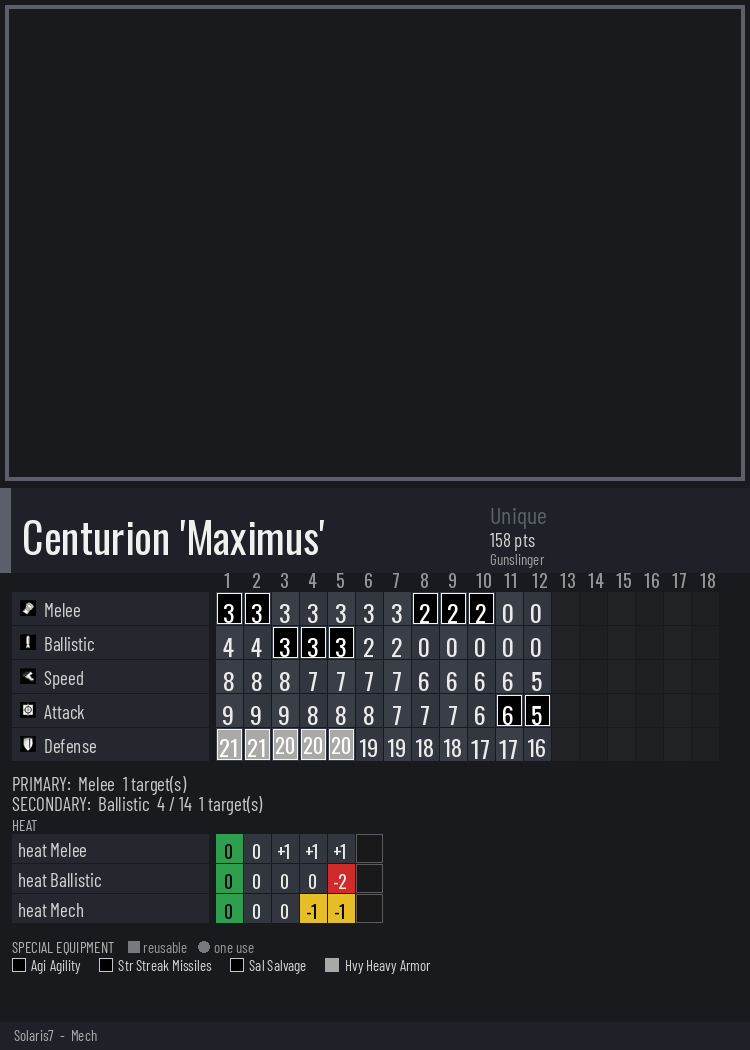 Centurion 'Maximus'
Unique
158 pts
Gunslinger
1 2 3 4 5 6 7 8 9 10 11 12 13 14 15 16 17 18
Melee 3 3 3 3 3 3 3 2 2 2 0 0
Ballistic 4 4 3 3 3 2 2 0 0 0 0 0
Speed 8 8 8 7 7 7 7 6 6 6 6 5
Attack 9 9 9 8 8 8 7 7 7 6 6 5
Defense 21 21 20 20 20 19 19 18 18 17 17 16
PRIMARY: Melee 1 target(s)
SECONDARY: Ballistic 4 / 14 1 target(s)
HEAT
heat Melee 0 0 +1 +1 +1
heat Ballistic 0 0 0 0 -2
heat Mech 0 0 0 -1 -1
SPECIAL EQUIPMENT reusable one use
Agi Agility Str Streak Missiles Sal Salvage Hvy Heavy Armor
Solaris7 - Mech